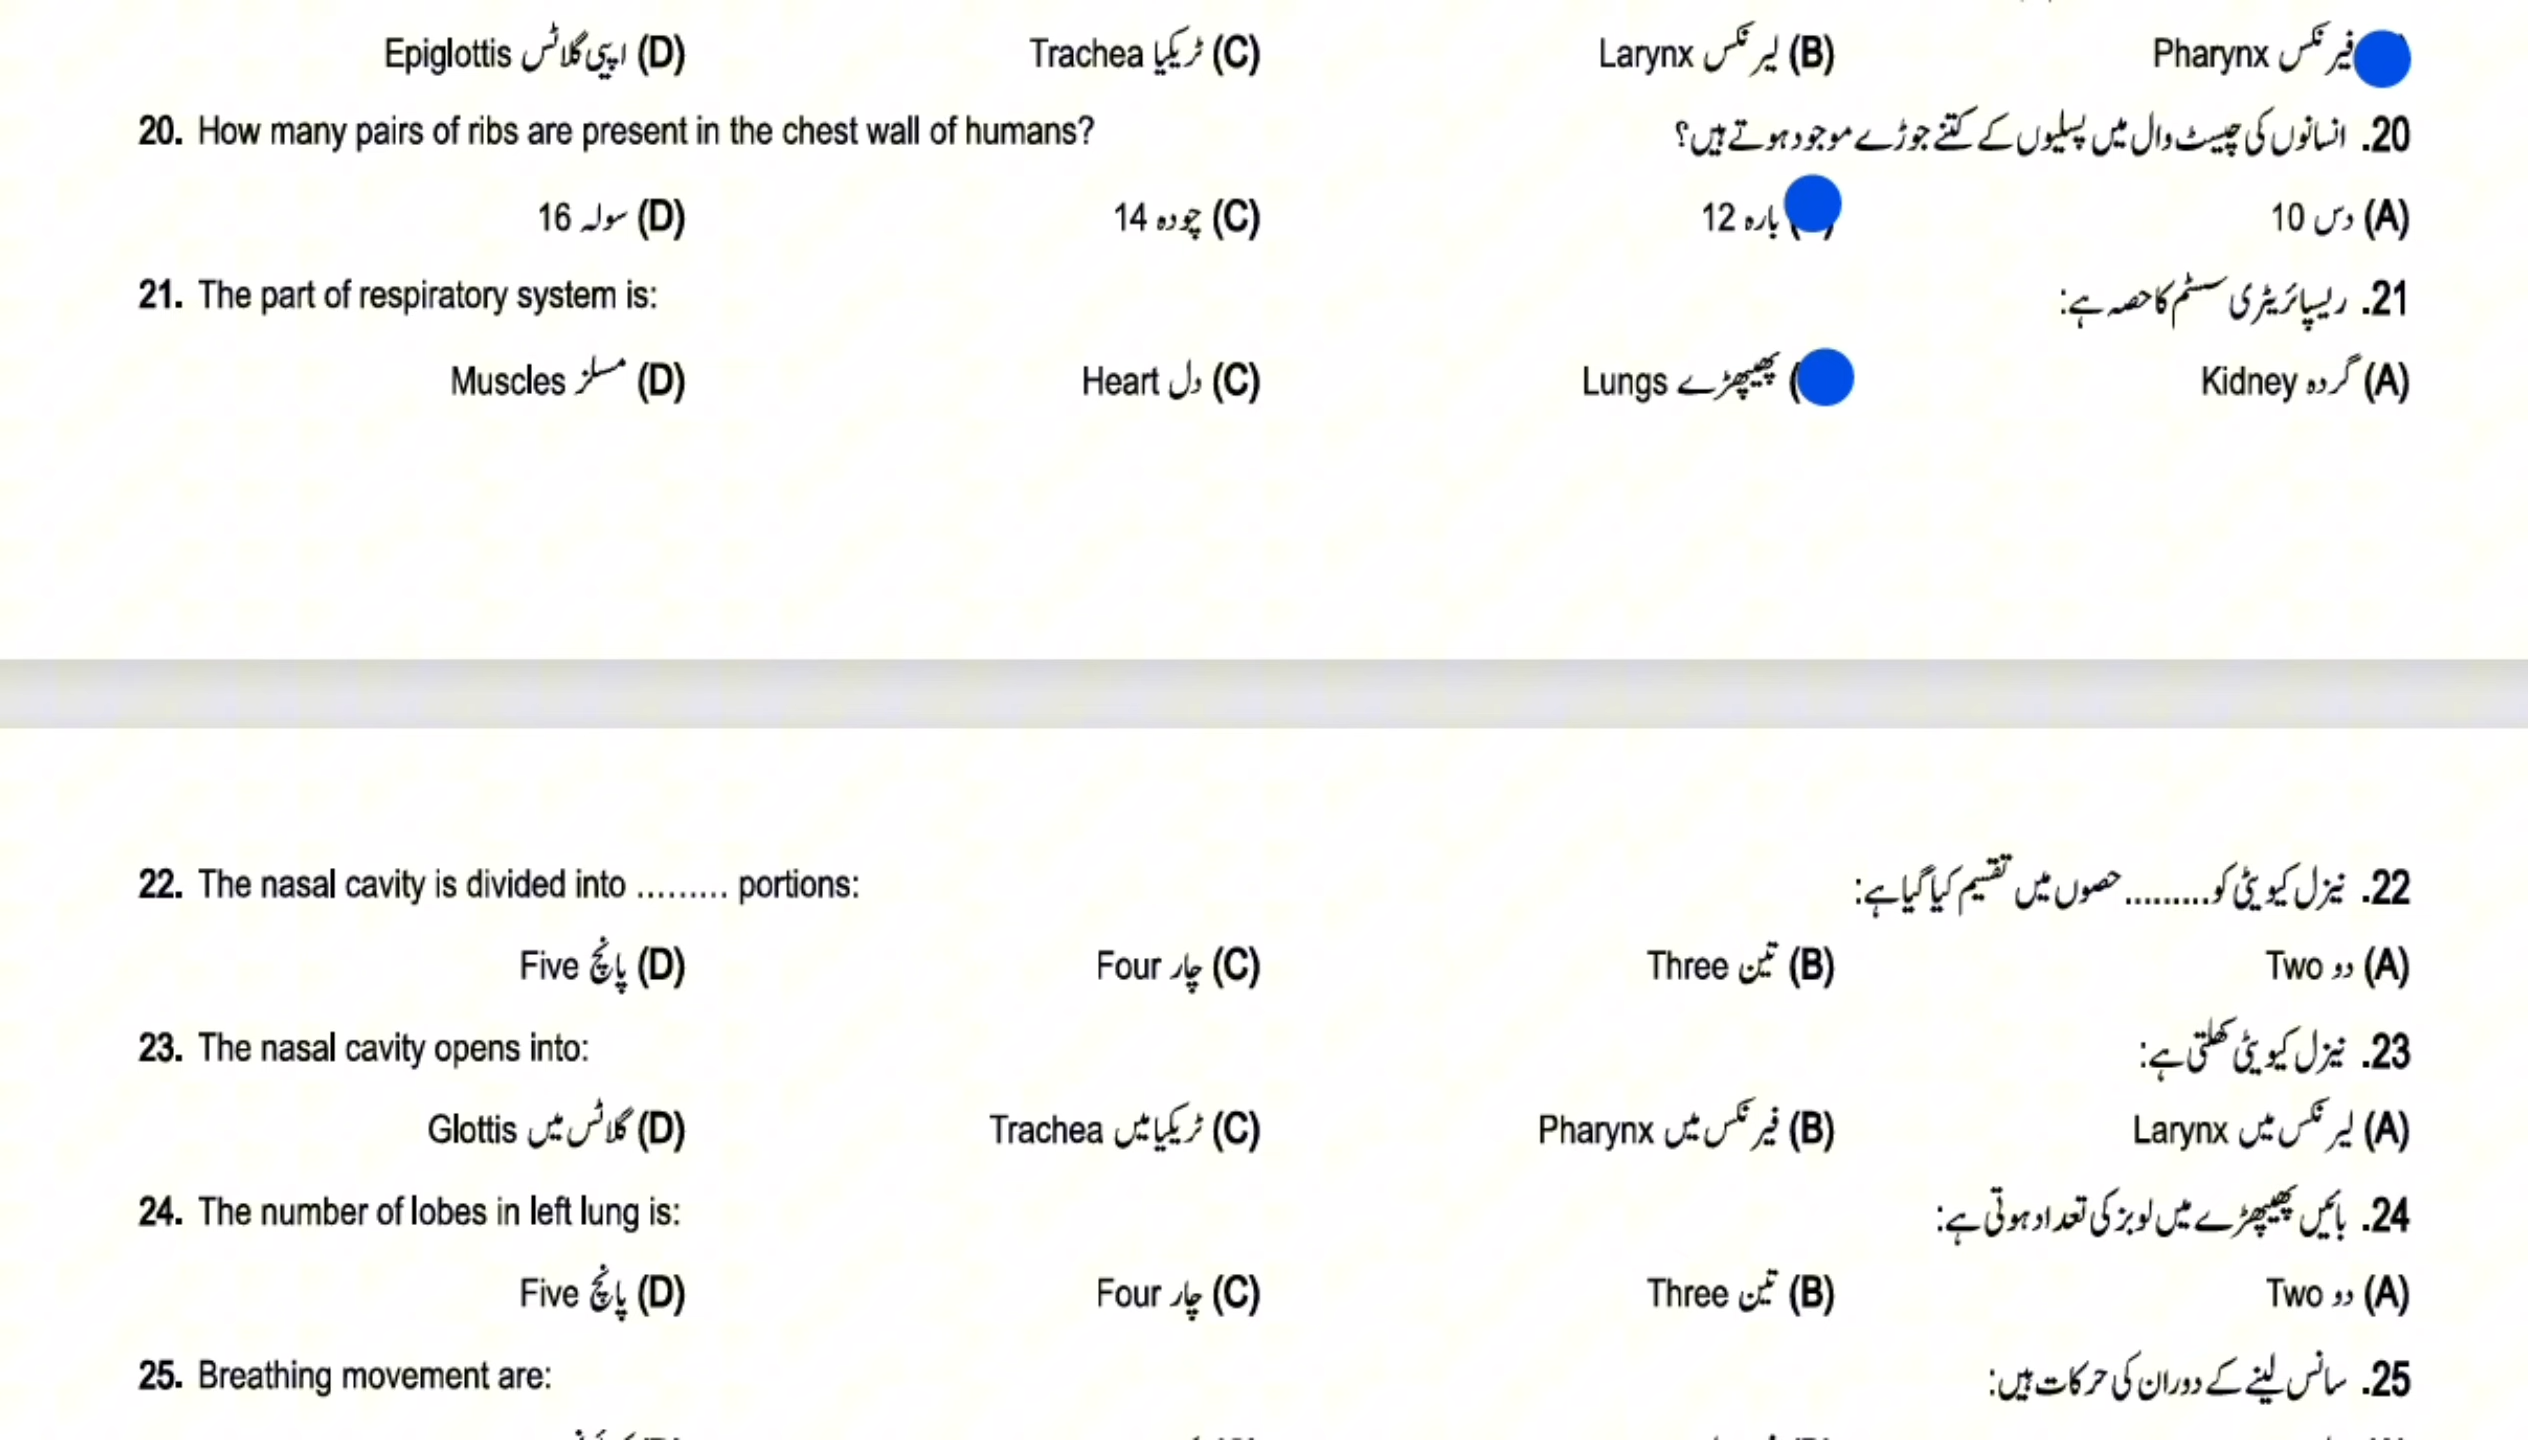 فیرنکس Pharynx (B) لیرنکس Larynx (C) ٹریکیا Trachea (D) ایپی گلاٹس Epiglottis
20. How many pairs of ribs are present in the chest wall of humans? 20. انسانوں کی چیسٹ وال میں پسلیوں کے کتنے جوڑے موجود ہوتے ہیں؟
(A) دس 10 بارہ 12 (C) چودہ 14 (D) سولہ 16
21. The part of respiratory system is: 21. ریسپائریٹری سسٹم کا حصہ ہے:
(A) گردہ Kidney پھیپھڑے Lungs (C) دل Heart (D) مسلز Muscles
22. The nasal cavity is divided into ......... portions: 22. نیزل کیویٹی کو......... حصوں میں تقسیم کیا گیا ہے:
(A) دو Two (B) تین Three (C) چار Four (D) پانچ Five
23. The nasal cavity opens into: 23. نیزل کیویٹی کھلتی ہے:
(A) لیرنکس میں Larynx (B) فیرنکس میں Pharynx (C) ٹریکیا میں Trachea (D) گلاٹس میں Glottis
24. The number of lobes in left lung is: 24. بائیں پھیپھڑے میں لوبز کی تعداد ہوتی ہے:
(A) دو Two (B) تین Three (C) چار Four (D) پانچ Five
25. Breathing movement are: 25. سانس لینے کے دوران کی حرکات ہیں: